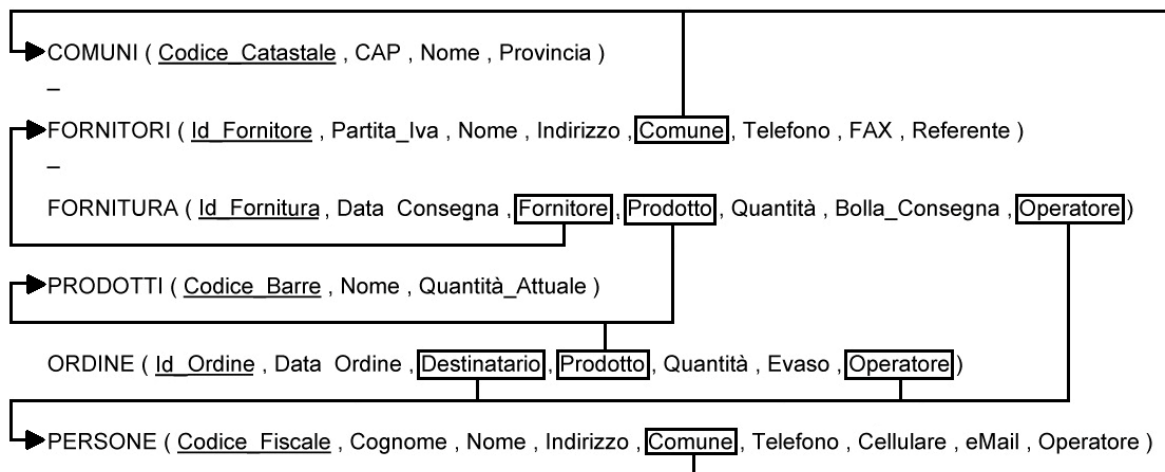 COMUNI ( Codice_Catastale , CAP , Nome , Provincia )
–
FORNITORI ( Id_Fornitore , Partita_Iva , Nome , Indirizzo , Comune , Telefono , FAX , Referente )
–
FORNITURA ( Id_Fornitura , Data Consegna , Fornitore , Prodotto , Quantità , Bolla_Consegna , Operatore )
PRODOTTI ( Codice_Barre , Nome , Quantità_Attuale )
ORDINE ( Id_Ordine , Data Ordine , Destinatario , Prodotto , Quantità , Evaso , Operatore )
PERSONE ( Codice_Fiscale , Cognome , Nome , Indirizzo , Comune , Telefono , Cellulare , eMail , Operatore )